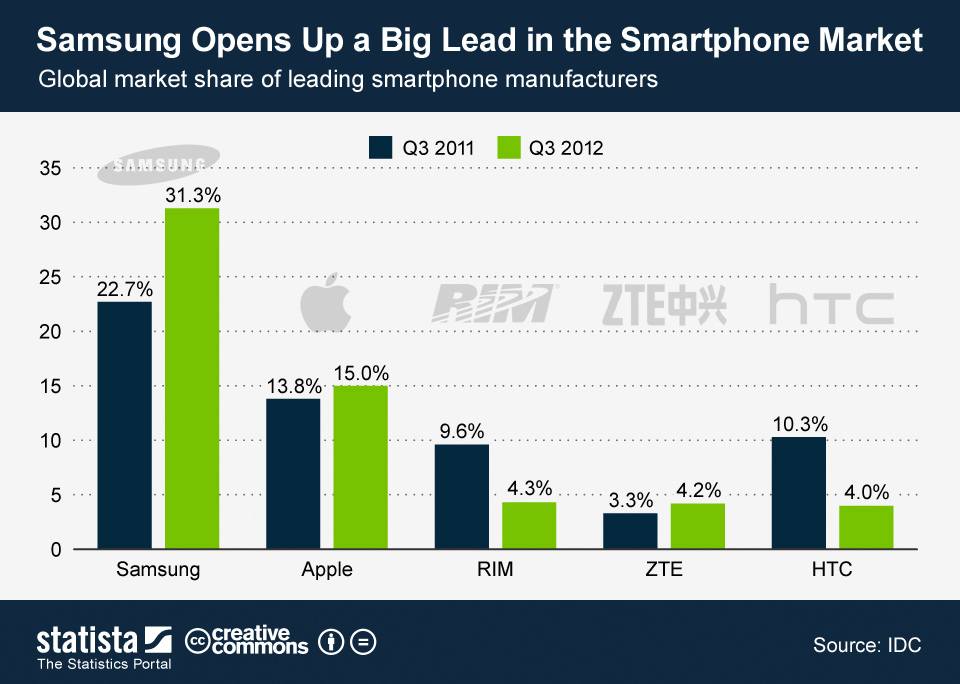 Samsung Opens Up a Big Lead in the Smartphone Market
Global market share of leading smartphone manufacturers
Q3 2011
Q3 2012
35
30
25
20
15
10
5
0
SAMSUNG
RIM
ZTE中兴
hTC
22.7%
31.3%
13.8%
15.0%
9.6%
4.3%
3.3%
4.2%
10.3%
4.0%
Samsung
Apple
RIM
ZTE
HTC
statista
The Statistics Portal
cc
creative
commons
=
Source: IDC